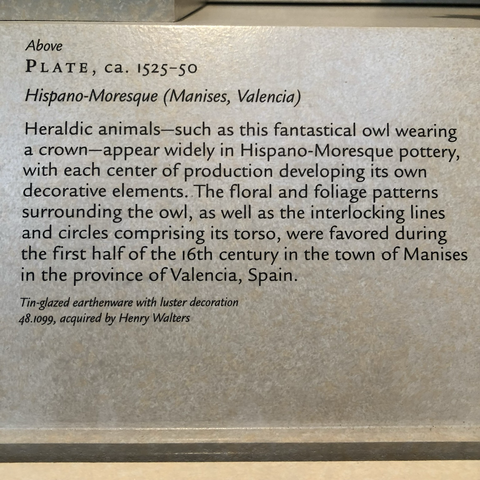 Above
PLATE, ca. 1525–50
Hispano-Moresque (Manises, Valencia)
Heraldic animals—such as this fantastical owl wearing
a crown—appear widely in Hispano-Moresque pottery,
with each center of production developing its own
decorative elements. The floral and foliage patterns
surrounding the owl, as well as the interlocking lines
and circles comprising its torso, were favored during
the first half of the 16th century in the town of Manises
in the province of Valencia, Spain.
Tin-glazed earthenware with luster decoration
48.1099, acquired by Henry Walters